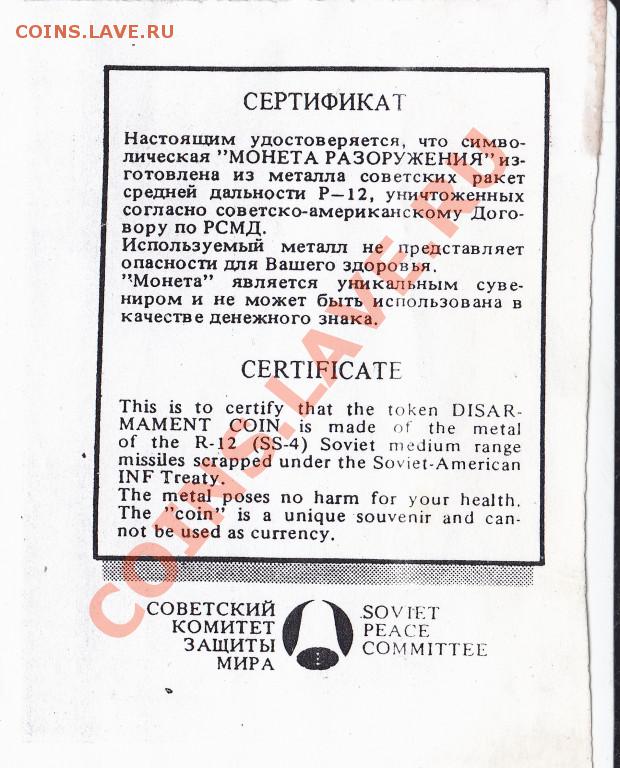 COINS.LAVE.RU
СЕРТИФИКАТ
Настоящим удостоверяется, что симво-
лическая "МОНЕТА РАЗОРУЖЕНИЯ" из-
готовлена из металла советских ракет
средней дальности Р—12, уничтоженных
согласно советско-американскому Дого-
вору по РСМД.
Используемый металл не представляет
опасности для Вашего здоровья.
"Монета" является уникальным суве-
ниром и не может быть использована в
качестве денежного знака.
CERTIFICATE
This is to certify that the token DISAR-
MAMENT COIN is made of the metal
of the R-12 (SS-4) Soviet medium range
missiles scrapped under the Soviet-American
INF Treaty.
The metal poses no harm for your health.
The "coin" is a unique souvenir and can-
not be used as currency.
СОВЕТСКИЙ
КОМИТЕТ
ЗАЩИТЫ
МИРА
SOVIET
PEACE
COMMITTEE
COINS.LAVE.RU
COINS.LAVE.RU